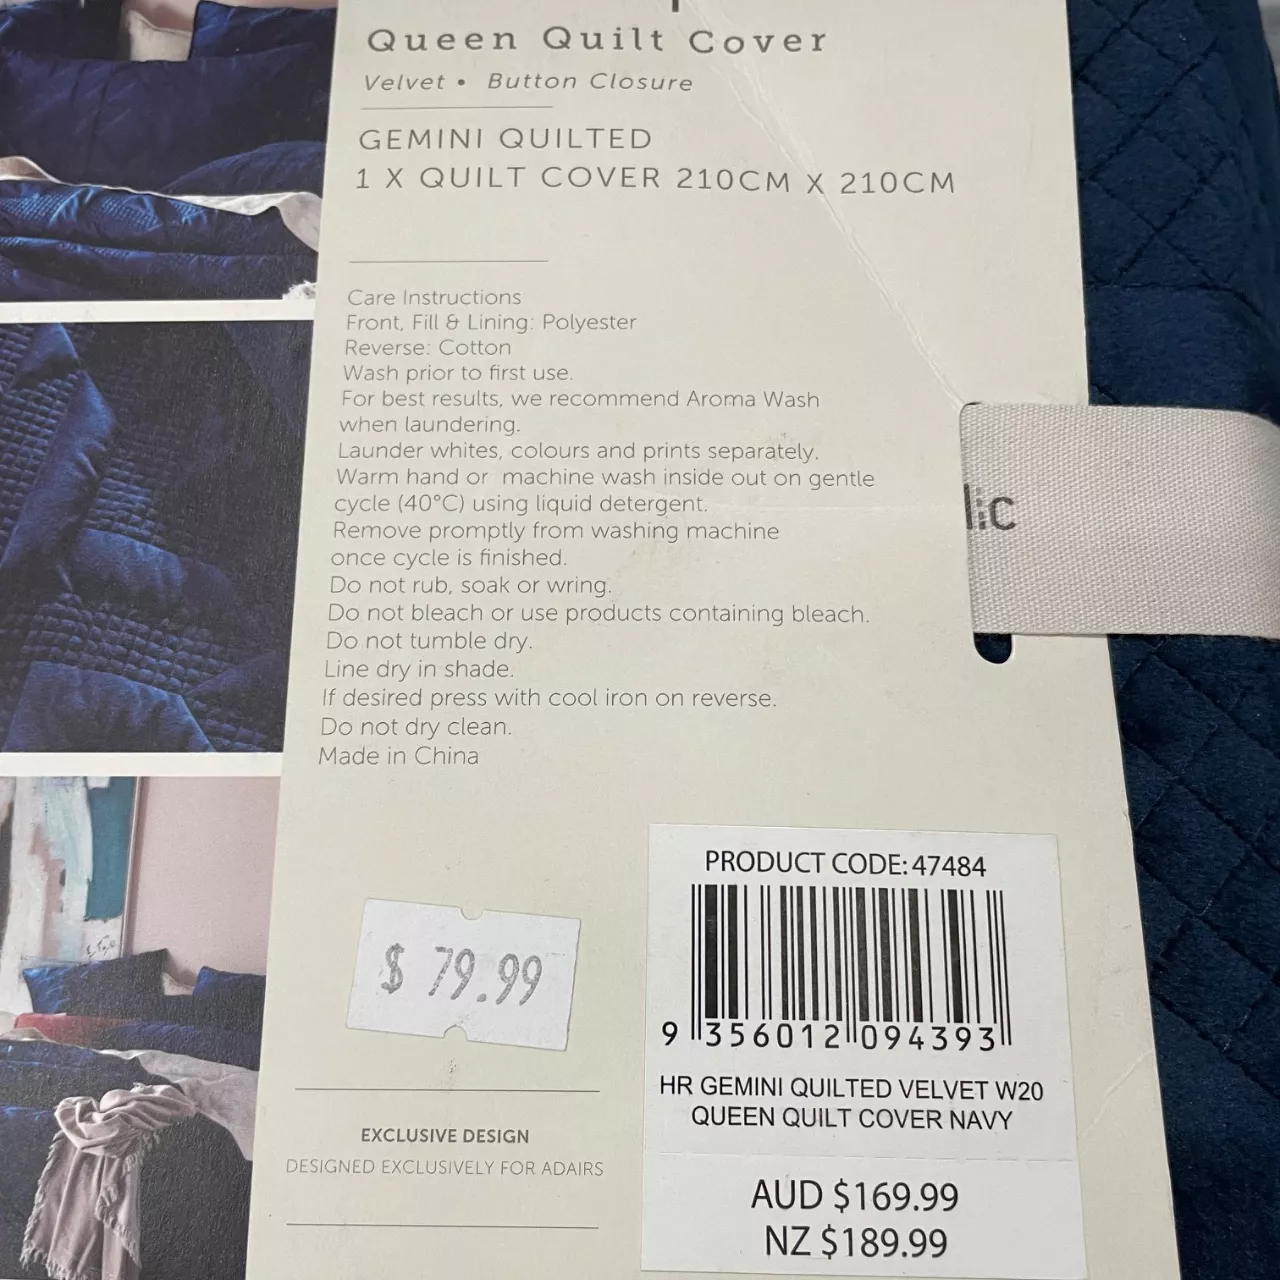 Queen Quilt Cover
Velvet • Button Closure
GEMINI QUILTED
1 X QUILT COVER 210CM X 210CM
Care Instructions
Front, Fill & Lining: Polyester
Reverse: Cotton
Wash prior to first use.
For best results, we recommend Aroma Wash
when laundering.
Launder whites, colours and prints separately.
Warm hand or machine wash inside out on gentle
cycle (40°C) using liquid detergent.
Remove promptly from washing machine
once cycle is finished.
Do not rub, soak or wring.
Do not bleach or use products containing bleach.
Do not tumble dry.
Line dry in shade.
If desired press with cool iron on reverse.
Do not dry clean.
Made in China
$ 79.99
EXCLUSIVE DESIGN
DESIGNED EXCLUSIVELY FOR ADAIRS
PRODUCT CODE: 47484
9 356012 094393
HR GEMINI QUILTED VELVET W20
QUEEN QUILT COVER NAVY
AUD $169.99
NZ $189.99